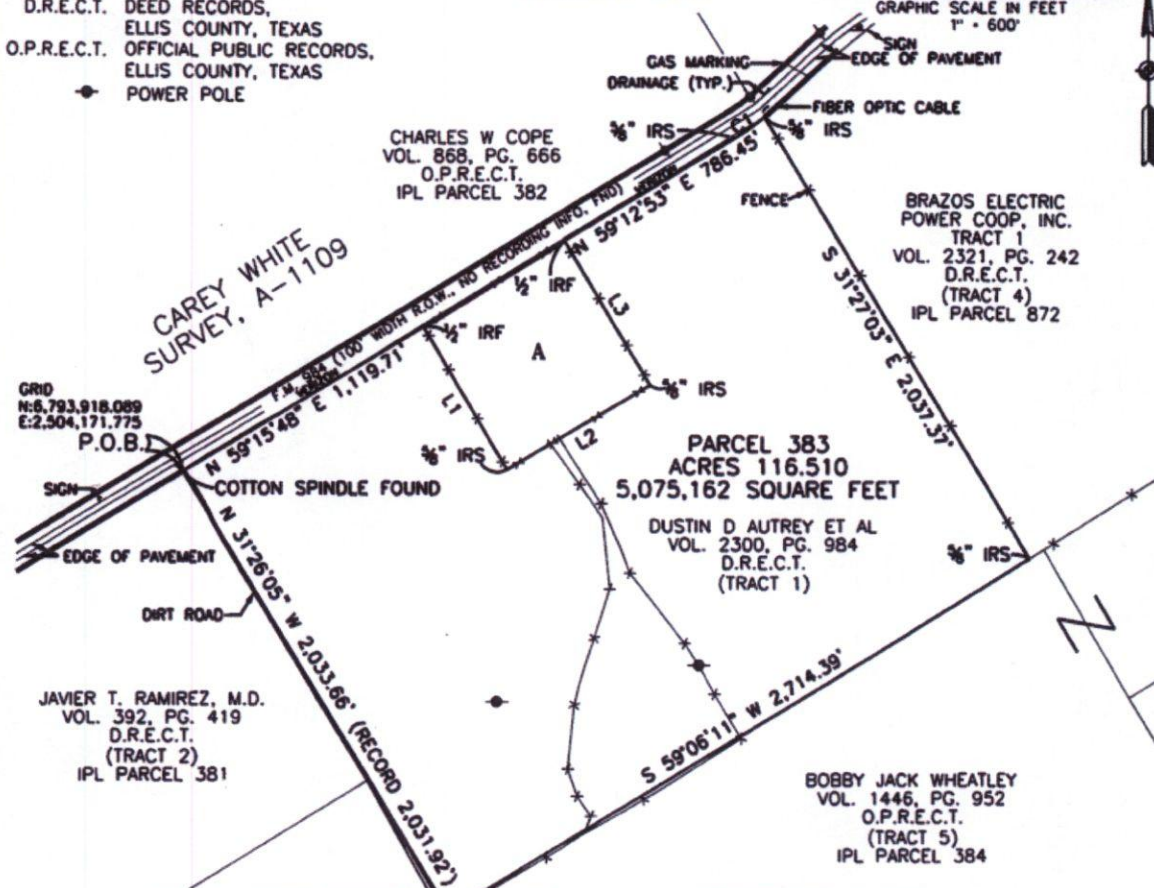 D.R.E.C.T. DEED RECORDS,
ELLIS COUNTY, TEXAS
O.P.R.E.C.T. OFFICIAL PUBLIC RECORDS,
ELLIS COUNTY, TEXAS
POWER POLE
GRAPHIC SCALE IN FEET
1" = 600'
SIGN
GAS MARKING
EDGE OF PAVEMENT
DRAINAGE (TYP.)
FIBER OPTIC CABLE
C1
5/8" IRS
5/8" IRS
CHARLES W COPE
VOL. 868, PG. 666
O.P.R.E.C.T.
IPL PARCEL 382
N 59°12'53" E 786.45'
FENCE
BRAZOS ELECTRIC
POWER COOP, INC.
TRACT 1
VOL. 2321, PG. 242
D.R.E.C.T.
(TRACT 4)
IPL PARCEL 872
CAREY WHITE
SURVEY, A-1109
F.M. 984 (100' WIDTH R.O.W., NO RECORDING INFO. FND)
S 31°27'03" E 2,037.37'
1/2" IRF
1/2" IRF
L3
A
L1
L2
5/8" IRS
5/8" IRS
GRID
N:6,793,918.089
E:2,504,171.775
P.O.B.
N 59°15'48" E 1,119.71'
SIGN
COTTON SPINDLE FOUND
EDGE OF PAVEMENT
PARCEL 383
ACRES 116.510
5,075,162 SQUARE FEET
DUSTIN D AUTREY ET AL
VOL. 2300, PG. 984
D.R.E.C.T.
(TRACT 1)
5/8" IRS
DIRT ROAD
N 31°26'05" W 2,033.66' (RECORD 2,031.92')
S 59°06'11" W 2,714.39'
JAVIER T. RAMIREZ, M.D.
VOL. 392, PG. 419
D.R.E.C.T.
(TRACT 2)
IPL PARCEL 381
BOBBY JACK WHEATLEY
VOL. 1446, PG. 952
O.P.R.E.C.T.
(TRACT 5)
IPL PARCEL 384